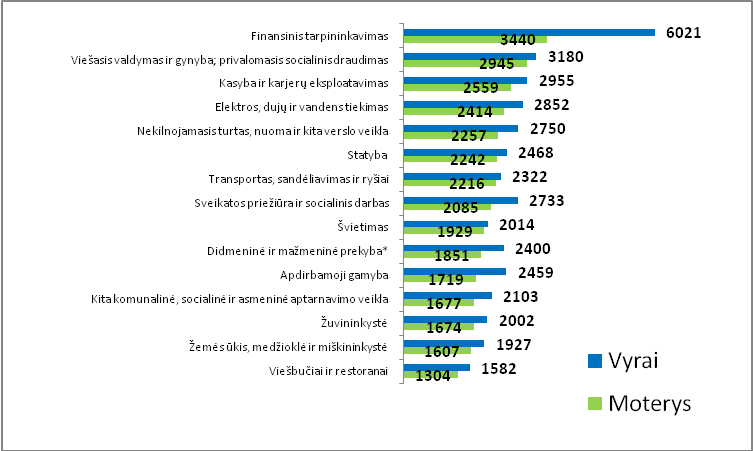 Finansinis tarpininkavimas 6021
3440
Viešasis valdymas ir gynyba; privalomasis socialinis draudimas 3180
2945
Kasyba ir karjerų eksploatavimas 2955
2559
Elektros, dujų ir vandens tiekimas 2852
2414
Nekilnojamasis turtas, nuoma ir kita verslo veikla 2750
2257
Statyba 2468
2242
Transportas, sandėliavimas ir ryšiai 2322
2216
Sveikatos priežiūra ir socialinis darbas 2733
2085
Švietimas 2014
1929
Didmeninė ir mažmeninė prekyba* 2400
1851
Apdirbamoji gamyba 2459
1719
Kita komunalinė, socialinė ir asmeninė aptarnavimo veikla 2103
1677
Žuvininkystė 2002
1674
Žemės ūkis, medžioklė ir miškininkystė 1927
1607
Viešbučiai ir restoranai 1582
1304
Vyrai
Moterys